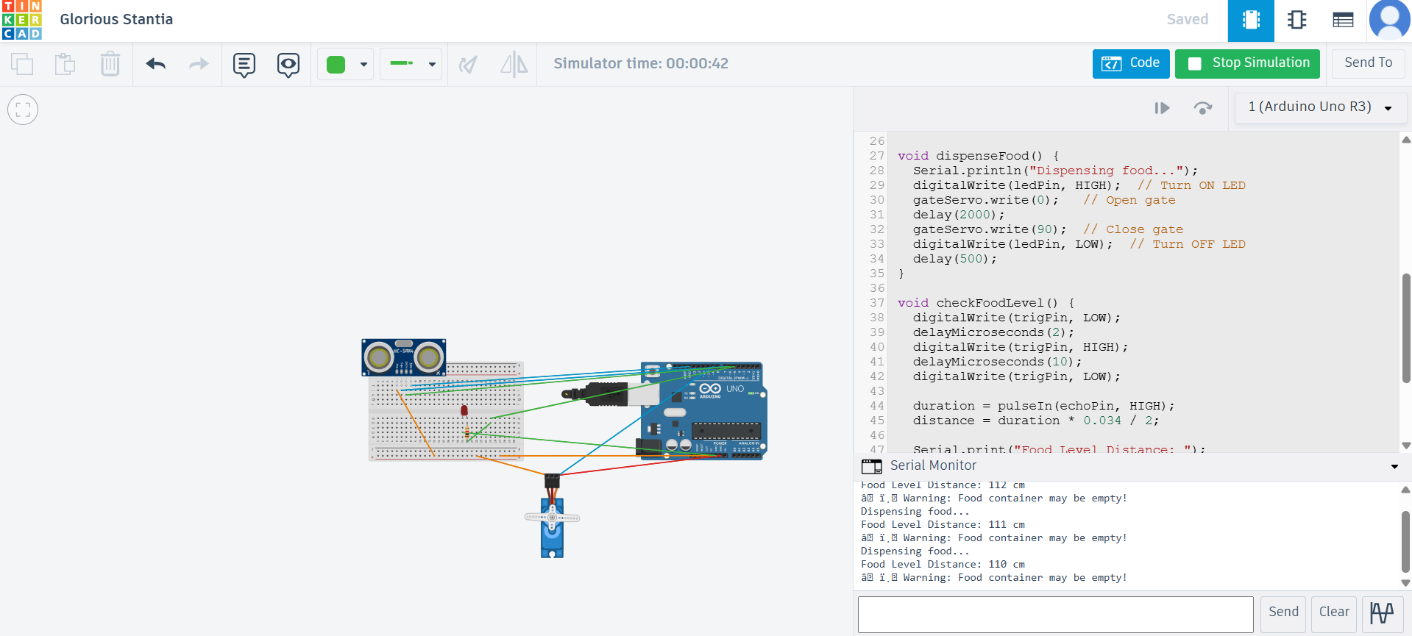 TIN
KER
CAD
Glorious Stantia
Saved
Simulator time: 00:00:42
Code
Stop Simulation
Send To
1 (Arduino Uno R3)
26
27 void dispenseFood() {
28 Serial.println("Dispensing food...");
29 digitalWrite(ledPin, HIGH); // Turn ON LED
30 gateServo.write(0); // Open gate
31 delay(2000);
32 gateServo.write(90); // Close gate
33 digitalWrite(ledPin, LOW); // Turn OFF LED
34 delay(500);
35 }
36
37 void checkFoodLevel() {
38 digitalWrite(trigPin, LOW);
39 delayMicroseconds(2);
40 digitalWrite(trigPin, HIGH);
41 delayMicroseconds(10);
42 digitalWrite(trigPin, LOW);
43
44 duration = pulseIn(echoPin, HIGH);
45 distance = duration * 0.034 / 2;
46
47 Serial.print("Food Level Distance: ");
UNO
ARDUINO
Serial Monitor
Food Level Distance: 112 cm
Warning: Food container may be empty!
Dispensing food...
Food Level Distance: 111 cm
Warning: Food container may be empty!
Dispensing food...
Food Level Distance: 110 cm
Warning: Food container may be empty!
Send
Clear